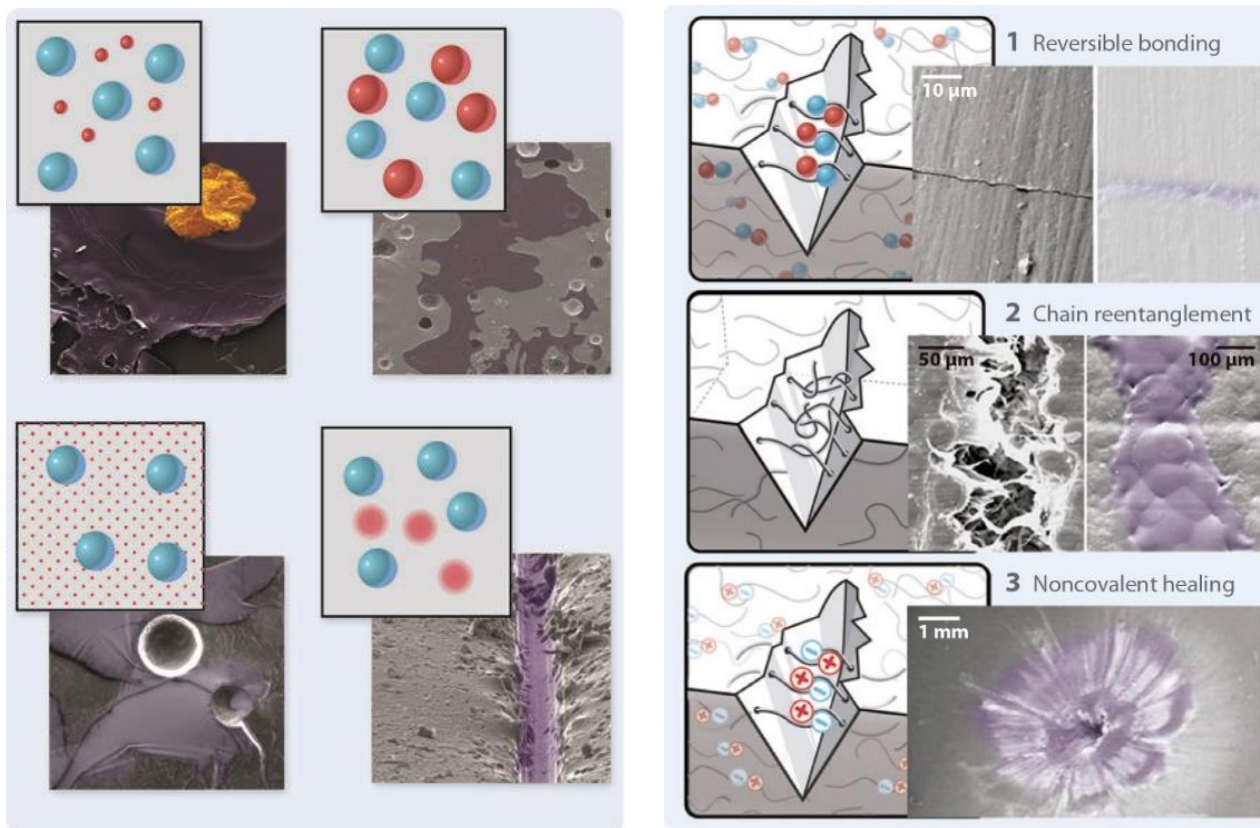 1 Reversible bonding
10 µm
2 Chain reentanglement
50 µm
100 µm
3 Noncovalent healing
1 mm